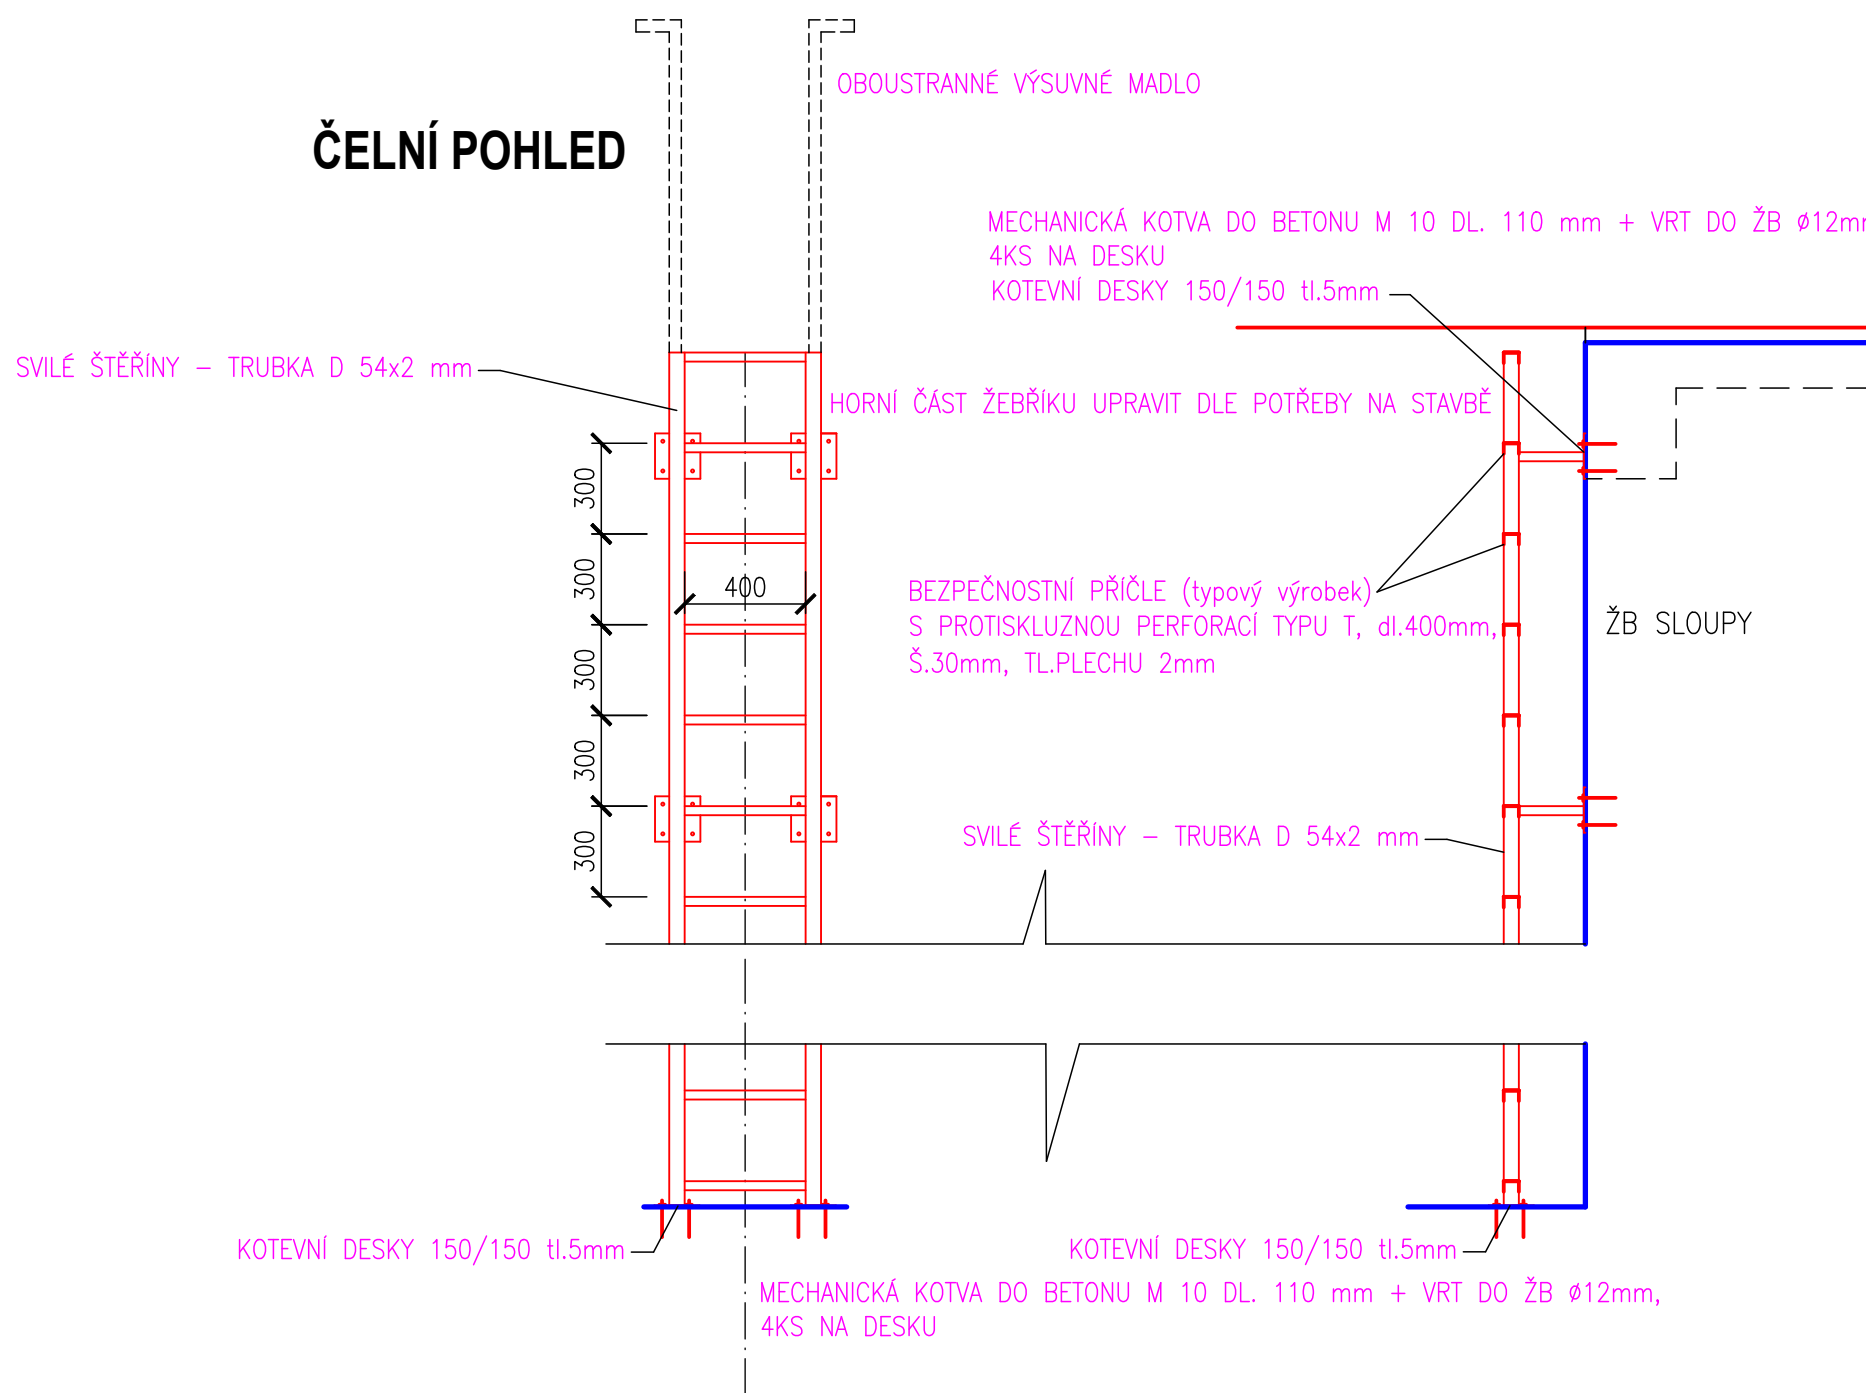 OBOUSTRANNÉ VÝSUVNÉ MADLO
ČELNÍ POHLED
MECHANICKÁ KOTVA DO BETONU M 10 DL. 110 mm + VRT DO ŽB ø12mm
4KS NA DESKU
KOTEVNÍ DESKY 150/150 tl.5mm
SVILÉ ŠTĚŘÍNY – TRUBKA D 54x2 mm
HORNÍ ČÁST ŽEBŘÍKU UPRAVIT DLE POTŘEBY NA STAVBĚ
300
300
300
300
300
400
BEZPEČNOSTNÍ PŘÍČLE (typový výrobek)
S PROTISKLUZNOU PERFORACÍ TYPU T, dl.400mm,
Š.30mm, TL.PLECHU 2mm
ŽB SLOUPY
SVILÉ ŠTĚŘÍNY – TRUBKA D 54x2 mm
KOTEVNÍ DESKY 150/150 tl.5mm
KOTEVNÍ DESKY 150/150 tl.5mm
MECHANICKÁ KOTVA DO BETONU M 10 DL. 110 mm + VRT DO ŽB ø12mm,
4KS NA DESKU